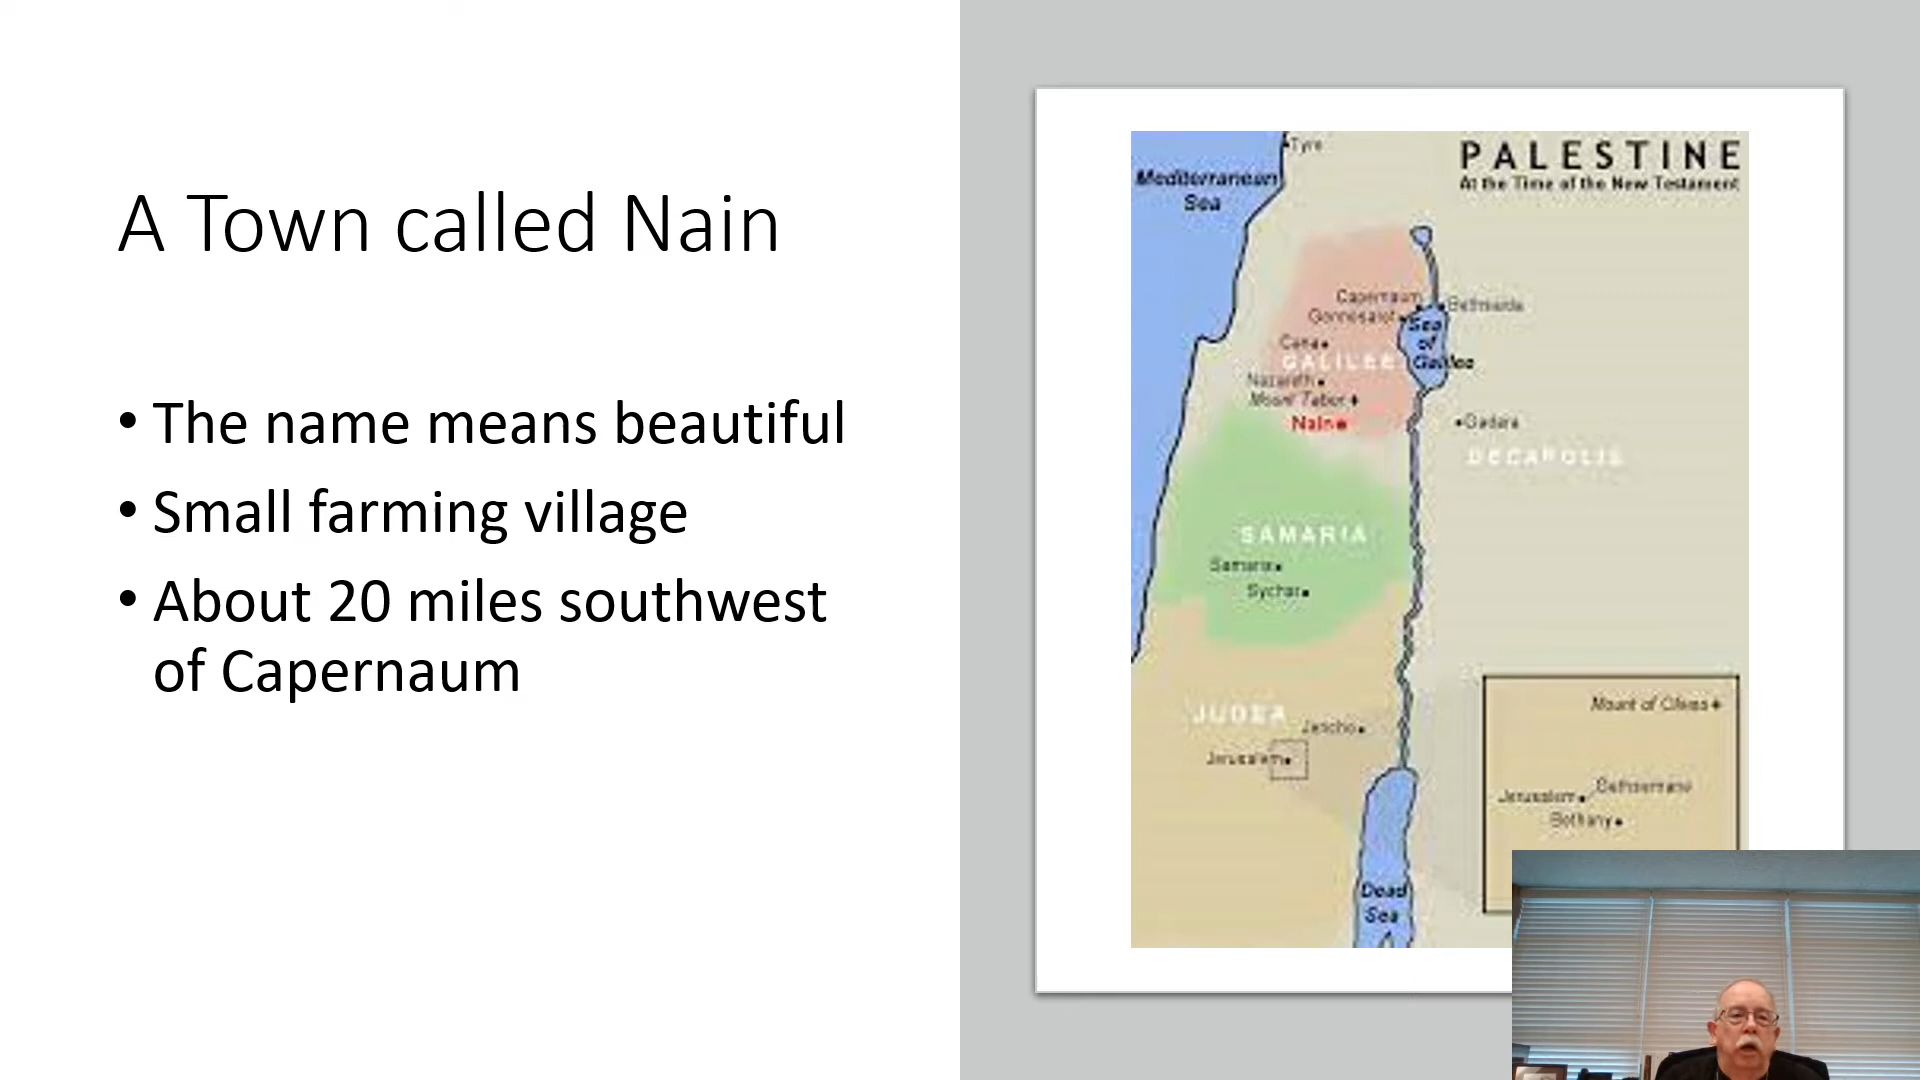 A Town called Nain
• The name means beautiful
• Small farming village
• About 20 miles southwest
of Capernaum
PALESTINE
At the Time of the New Testament
Tyre
Mediterranean
Sea
Capernaum
Bethsaida
Gennesaret
Sea
of
Galilee
Cana
GALILEE
Nazareth
Mount Tabor
Nain
Gadara
DECAPOLIS
SAMARIA
Samaria
Sychar
JUDEA
Jericho
Jerusalem
Mount of Olives
Gethsemane
Jerusalem
Bethany
Dead
Sea